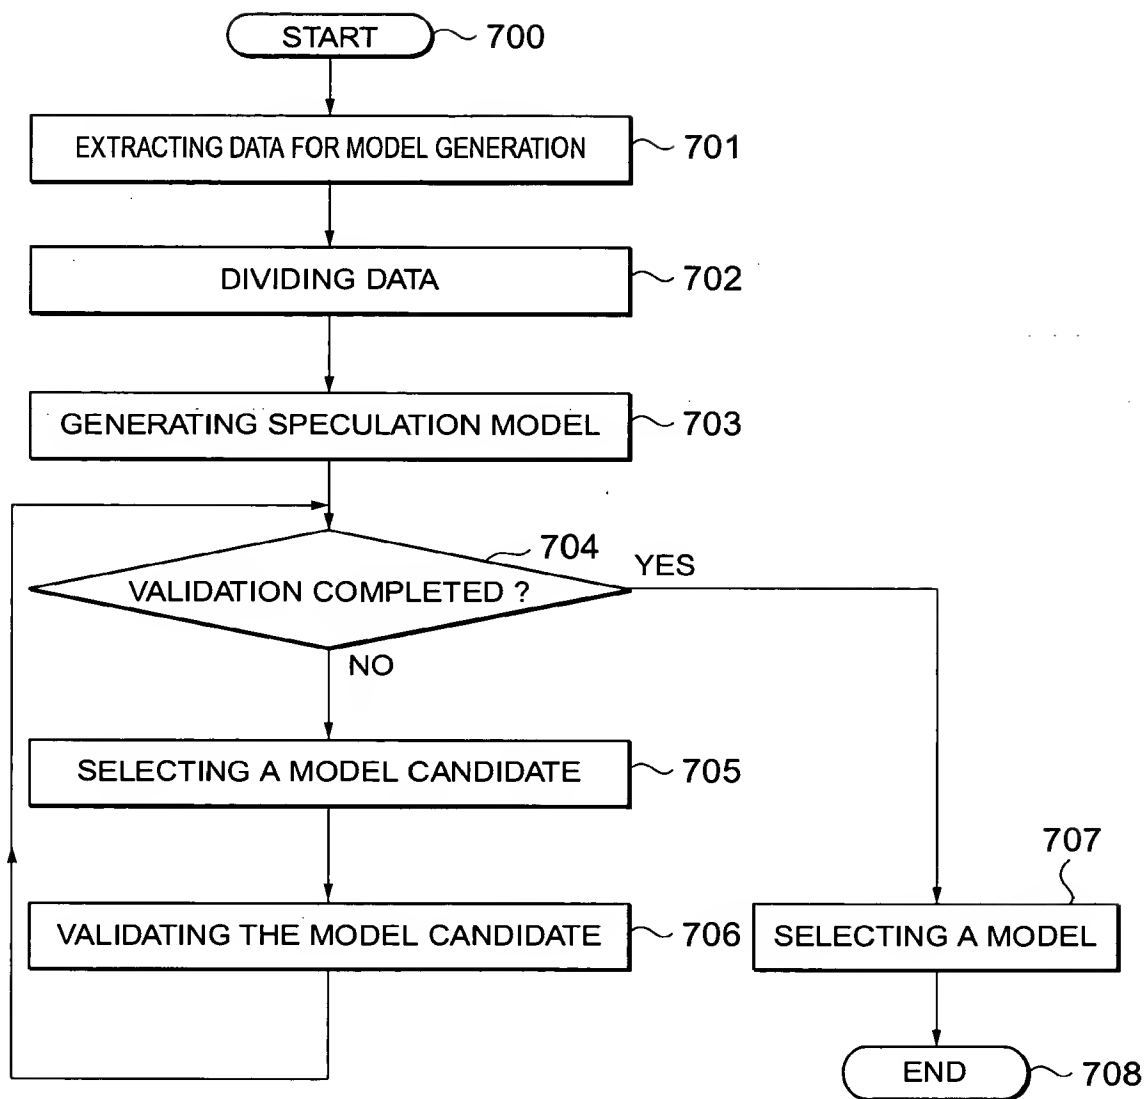 START 700
EXTRACTING DATA FOR MODEL GENERATION 701
DIVIDING DATA 702
GENERATING SPECULATION MODEL 703
704
VALIDATION COMPLETED ?
YES
NO
SELECTING A MODEL CANDIDATE 705
VALIDATING THE MODEL CANDIDATE 706
707
SELECTING A MODEL
END 708